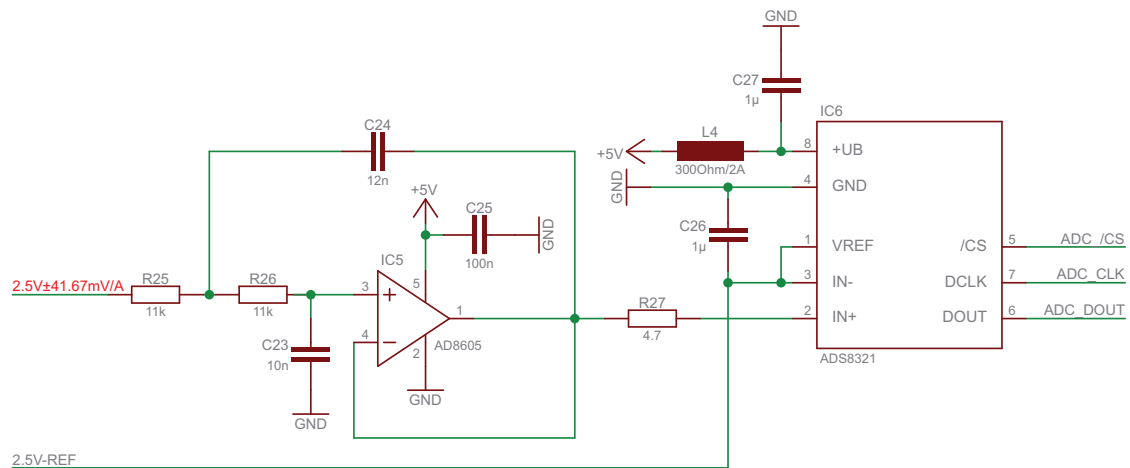 GND
C27
1µ
IC6
C24
12n
+5V
L4
300Ohm/2A
8
+UB
GND
4
GND
+5V
C25
100n
GND
C26
1µ
1
VREF
/CS
5
ADC_/CS
2.5V±41.67mV/A
R25
11k
R26
11k
IC5
3
5
1
4
2
AD8605
3
IN-
DCLK
7
ADC_CLK
R27
4.7
2
IN+
DOUT
6
ADC_DOUT
C23
10n
GND
GND
ADS8321
2.5V-REF